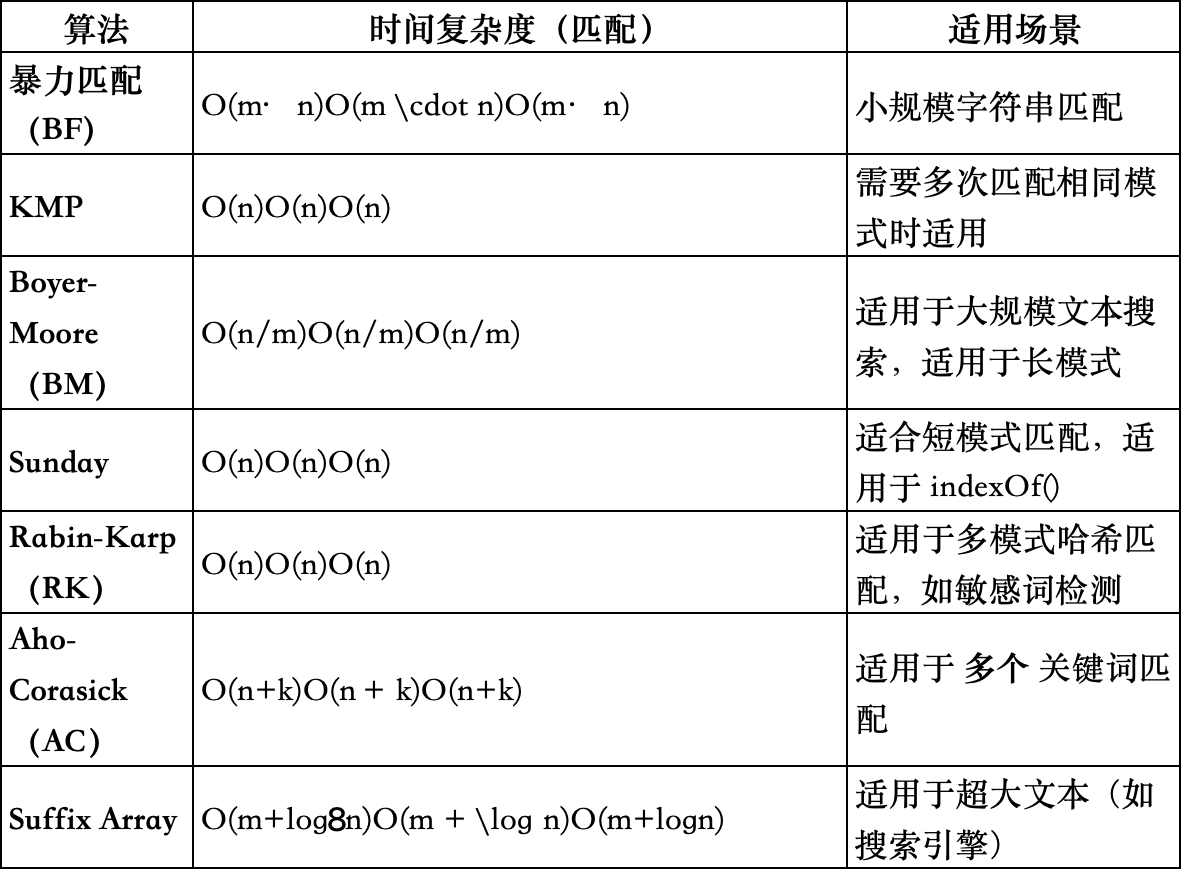 算法 时间复杂度（匹配） 适用场景
暴力匹配
（BF） O(m· n)O(m \cdot n)O(m· n) 小规模字符串匹配
KMP O(n)O(n)O(n) 需要多次匹配相同模
式时适用
Boyer-
Moore
（BM） O(n/m)O(n/m)O(n/m) 适用于大规模文本搜
索，适用于长模式
Sunday O(n)O(n)O(n) 适合短模式匹配，适
用于 indexOf()
Rabin-Karp
（RK） O(n)O(n)O(n) 适用于多模式哈希匹
配，如敏感词检测
Aho-
Corasick
（AC） O(n+k)O(n + k)O(n+k) 适用于 多个 关键词匹
配
Suffix Array O(m+log8n)O(m + \log n)O(m+logn) 适用于超大文本（如
搜索引擎）